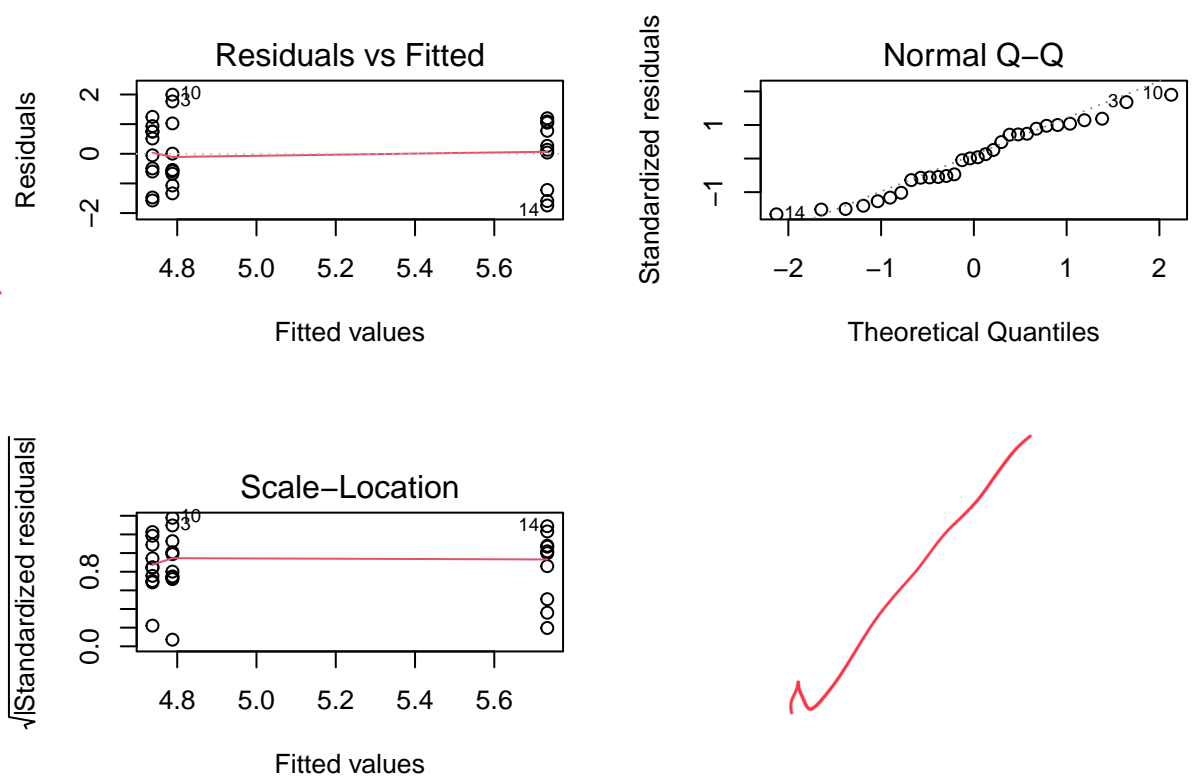 Residuals vs Fitted
Residuals
2
0
−2
10
3
14
4.8 5.0 5.2 5.4 5.6
Fitted values
Normal Q−Q
Standardized residuals
1
−1
3
10
14
−2 −1 0 1 2
Theoretical Quantiles
Scale−Location
√|Standardized residuals|
0.8
0.0
10
3
14
4.8 5.0 5.2 5.4 5.6
Fitted values